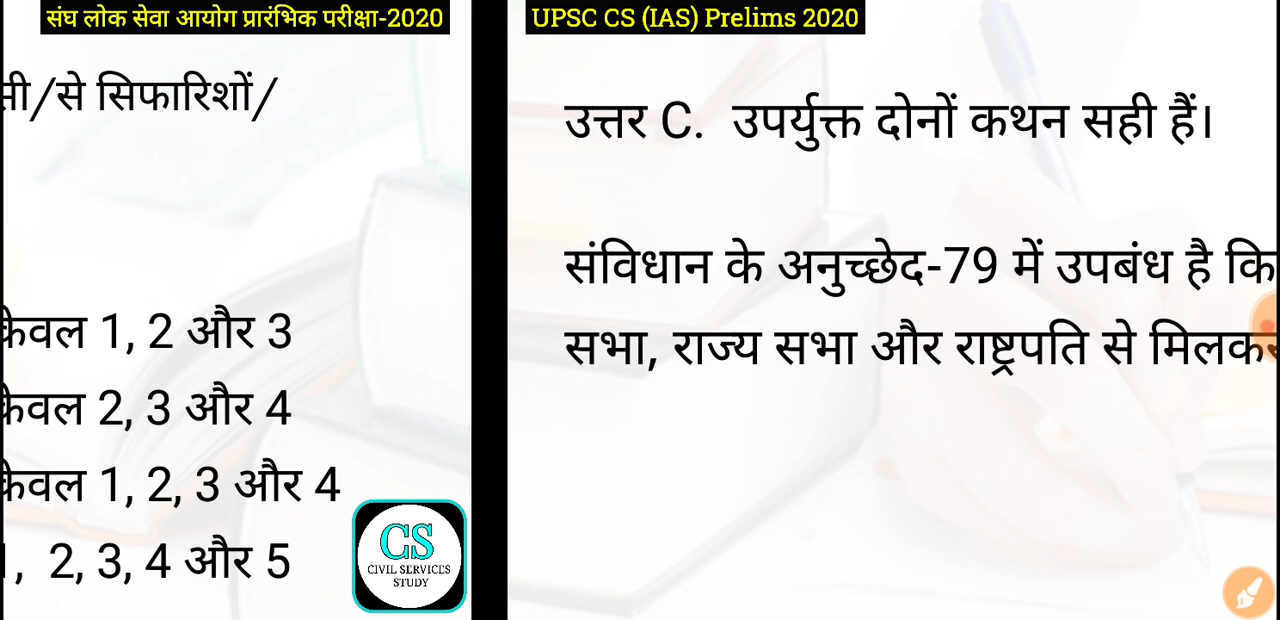 संघ लोक सेवा आयोग प्रारंभिक परीक्षा-2020
/से सिफारिशों/
केवल 1, 2 और 3
केवल 2, 3 और 4
केवल 1, 2, 3 और 4
1, 2, 3, 4 और 5
CS
CIVIL SERVICES
STUDY
UPSC CS (IAS) Prelims 2020
उत्तर C. उपर्युक्त दोनों कथन सही हैं।
संविधान के अनुच्छेद-79 में उपबंध है कि
सभा, राज्य सभा और राष्ट्रपति से